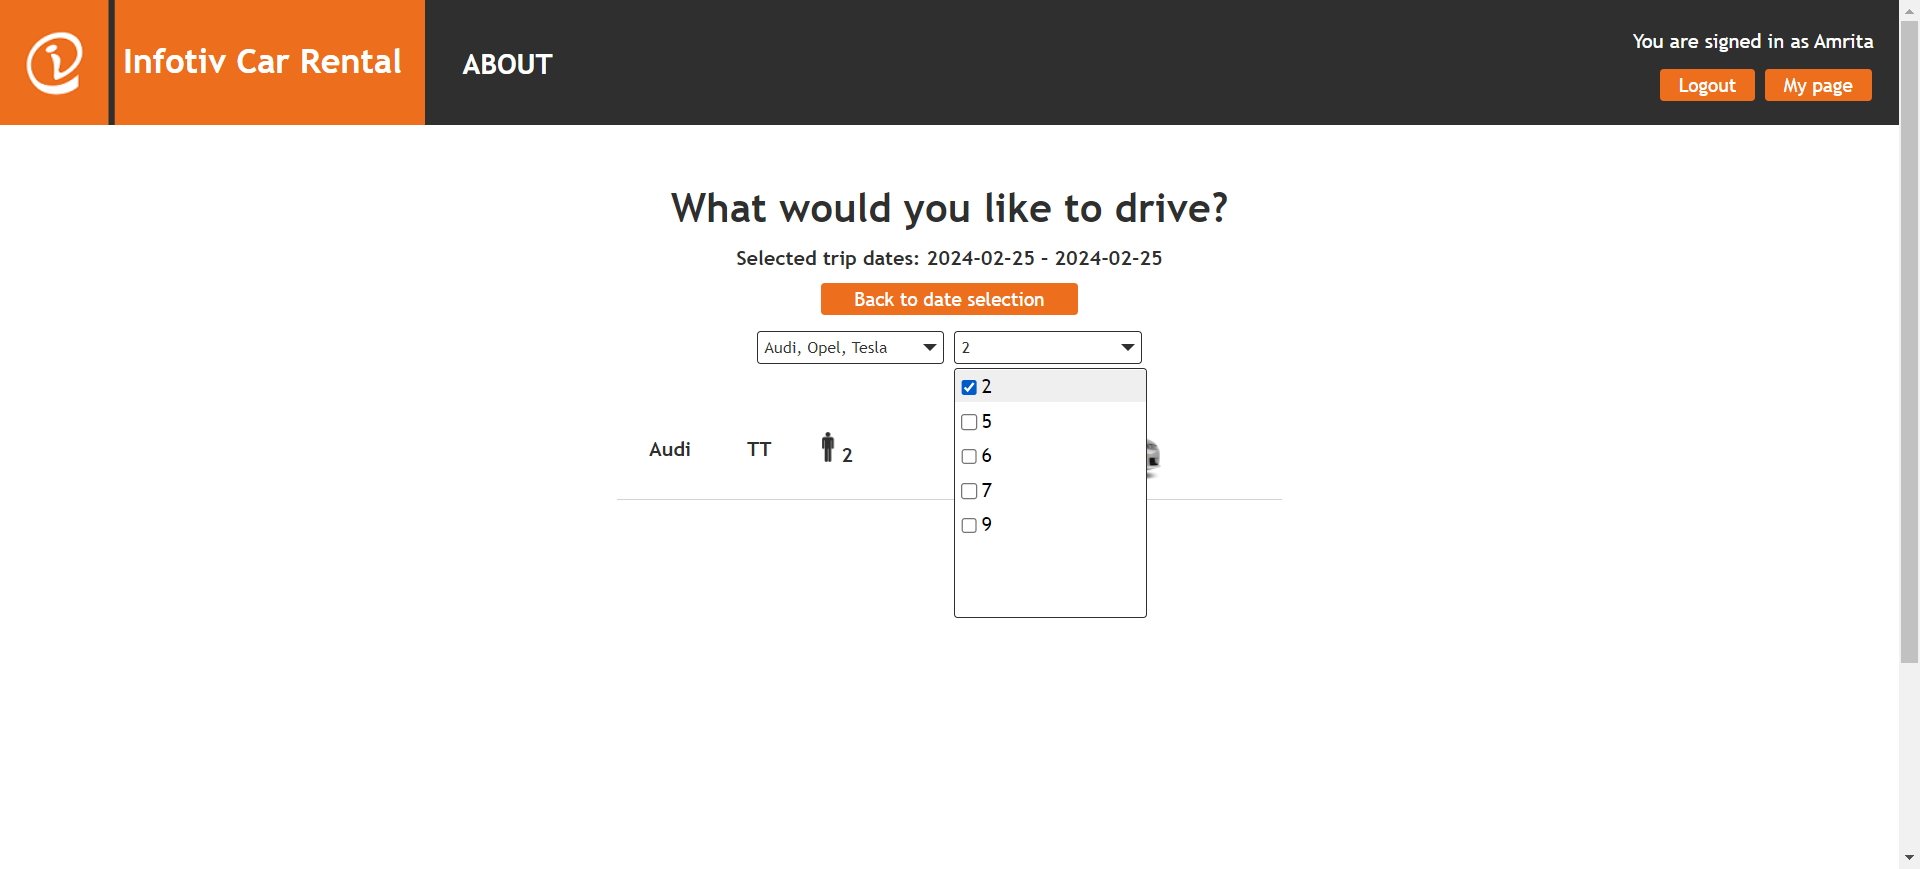 Infotiv Car Rental
ABOUT
You are signed in as Amrita
Logout
My page
What would you like to drive?
Selected trip dates: 2024-02-25 - 2024-02-25
Back to date selection
Audi, Opel, Tesla
2
2
5
6
7
9
Audi TT 2